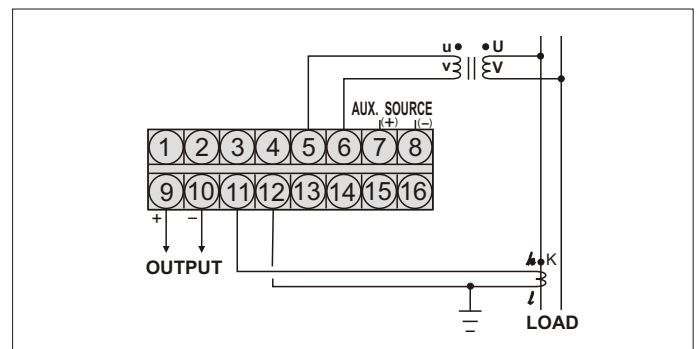 u U
v V
AUX. SOURCE
(+) (-)
1 2 3 4 5 6 7 8
9 10 11 12 13 14 15 16
+ −
OUTPUT
k K
l
LOAD